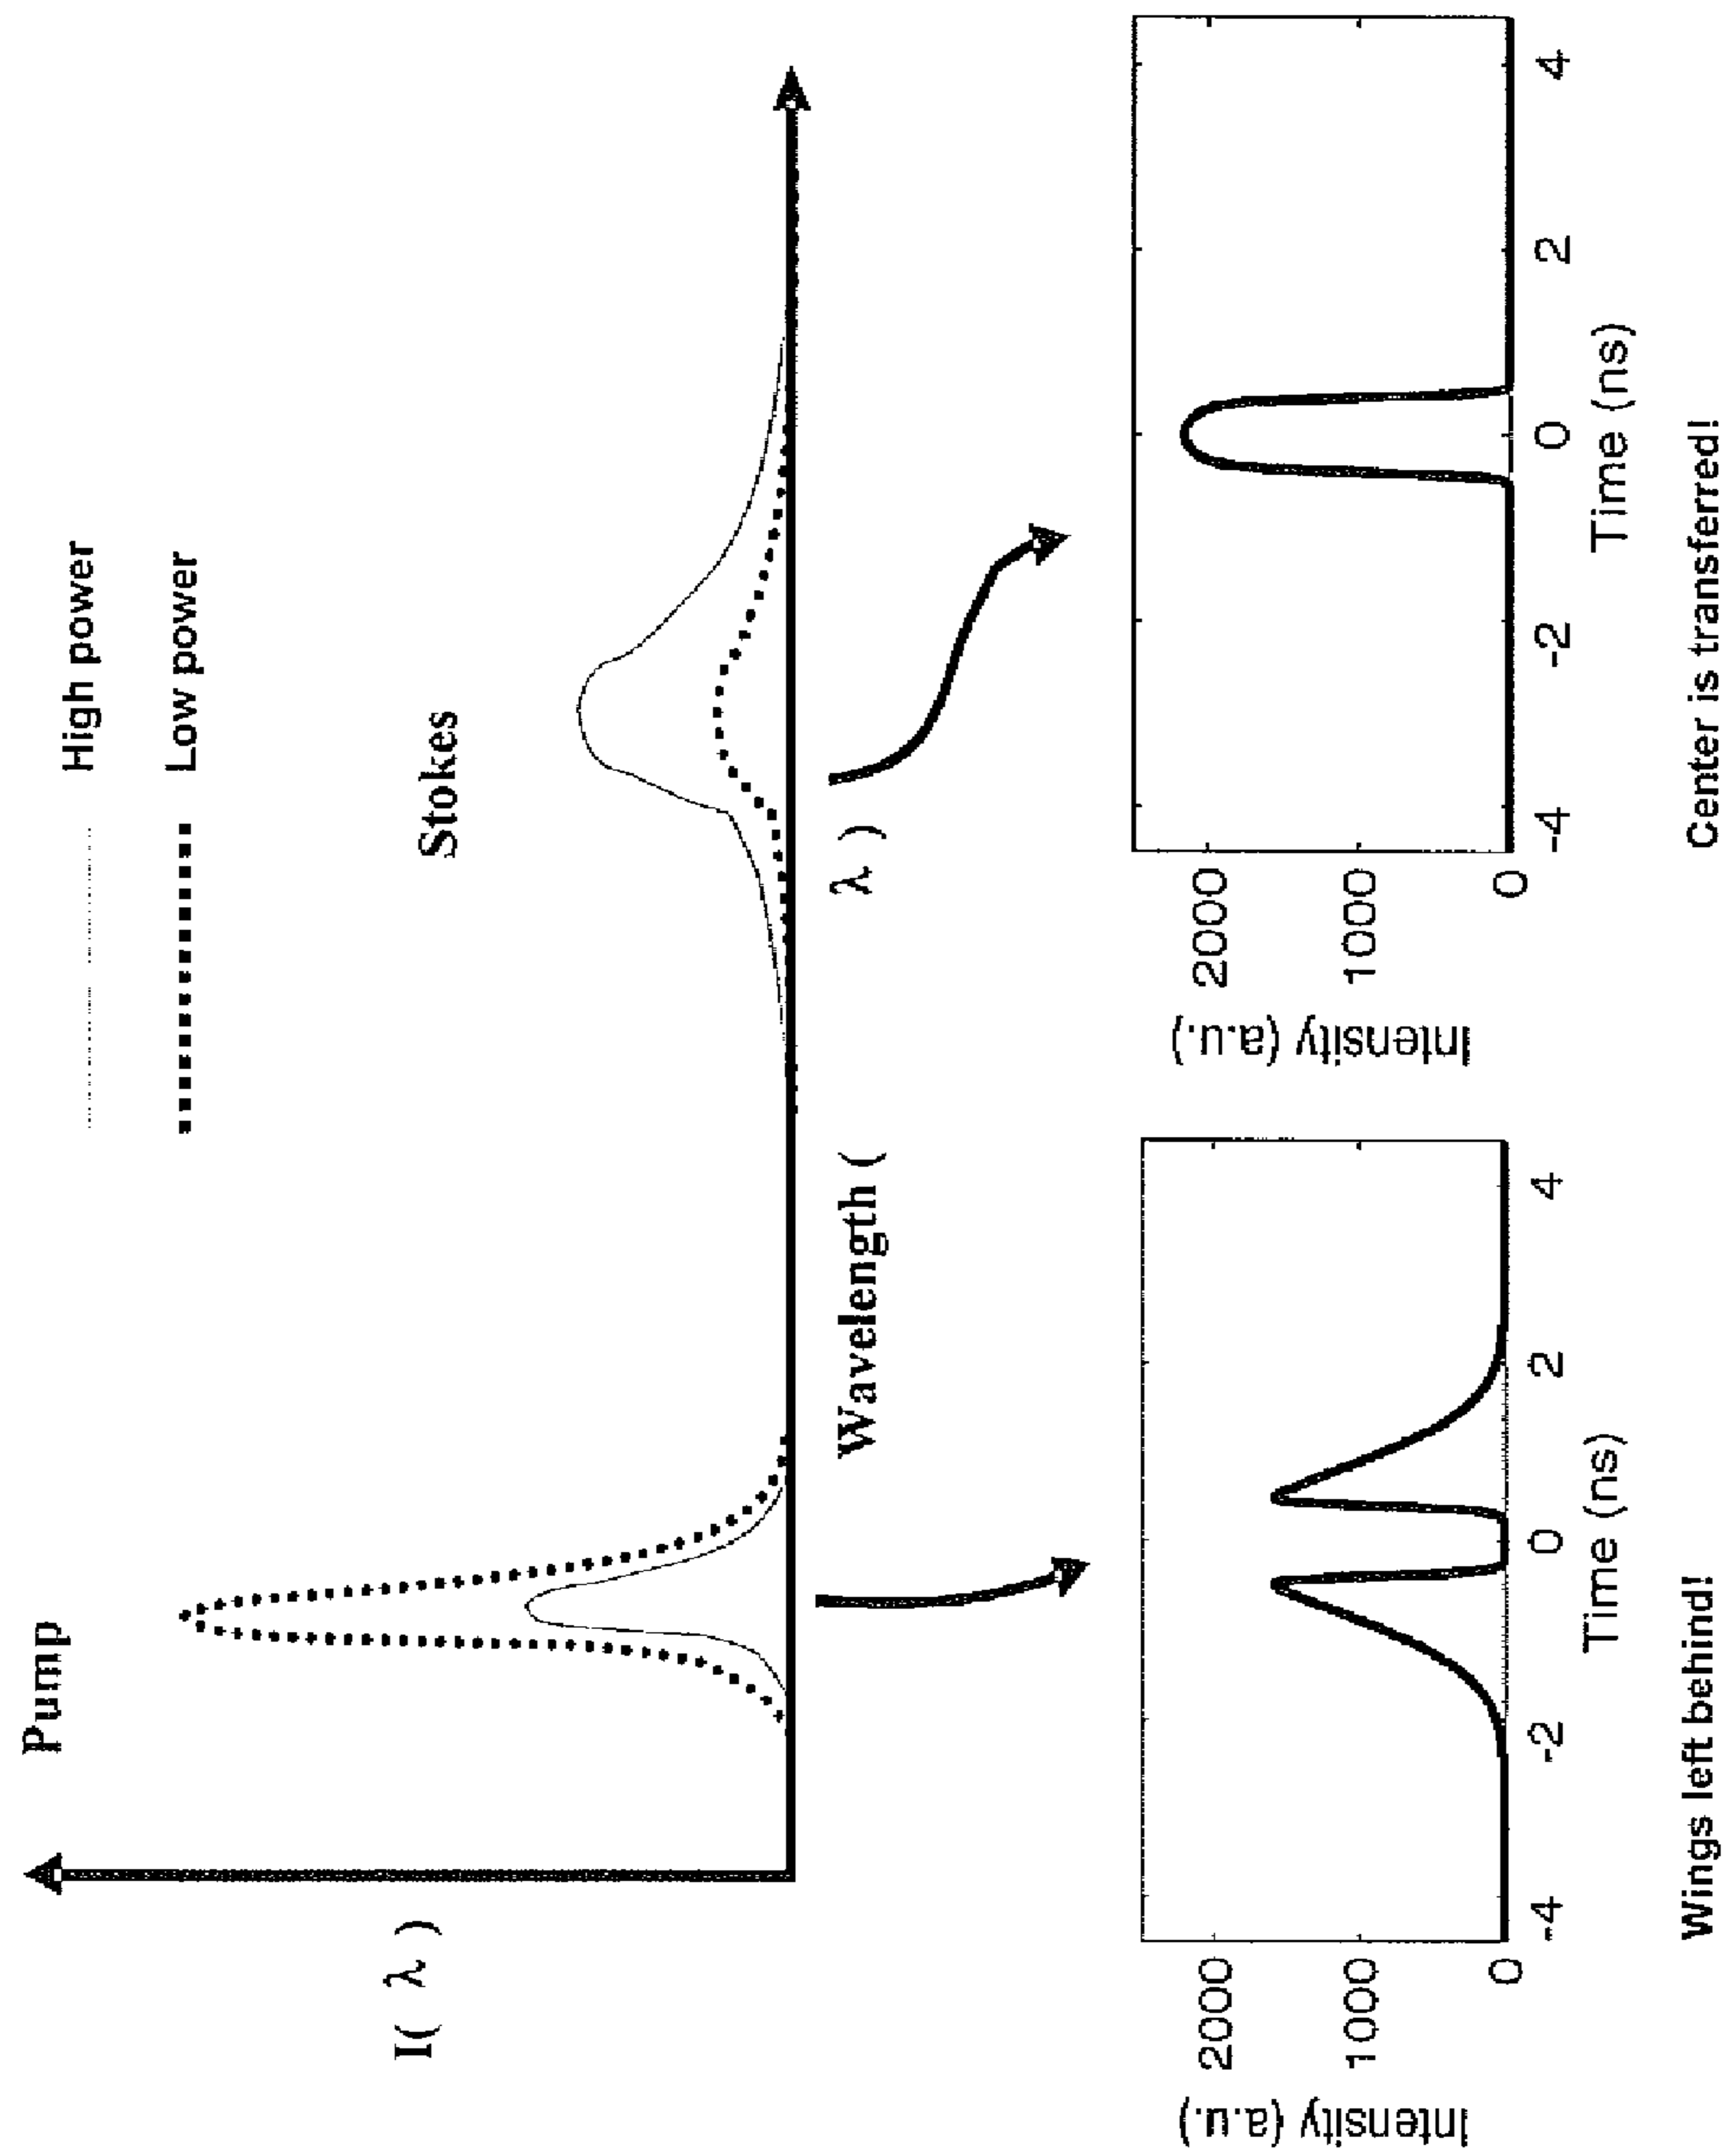 Pump
High power
Low power
Stokes
I( λ )
Wavelength ( λ )
Intensity (a.u.)
2000
1000
0
-4 -2 0 2 4
Time (ns)
Wings left behind!
Intensity (a.u.)
2000
1000
0
-4 -2 0 2 4
Time (ns)
Center is transferred!